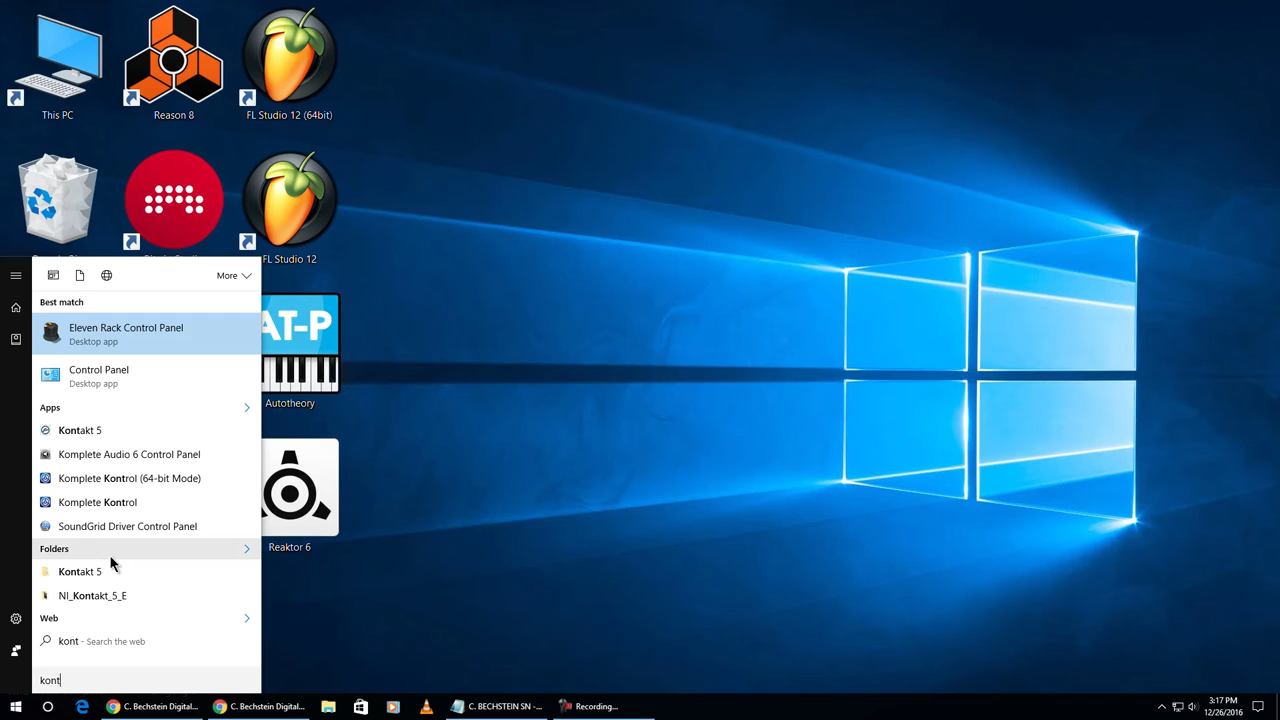 This PC
Reason 8
FL Studio 12 (64bit)
FL Studio 12
More
Best match
Eleven Rack Control Panel
Desktop app
Control Panel
Desktop app
Apps
Kontakt 5
Komplete Audio 6 Control Panel
Komplete Kontrol (64-bit Mode)
Komplete Kontrol
SoundGrid Driver Control Panel
Folders
Kontakt 5
NI_Kontakt_5_E
Web
kont - Search the web
kont
AT-P
Autotheory
Reaktor 6
C. Bechstein Digital...
C. Bechstein Digital...
C. BECHSTEIN SN -...
Recording...
3:17 PM
12/26/2016